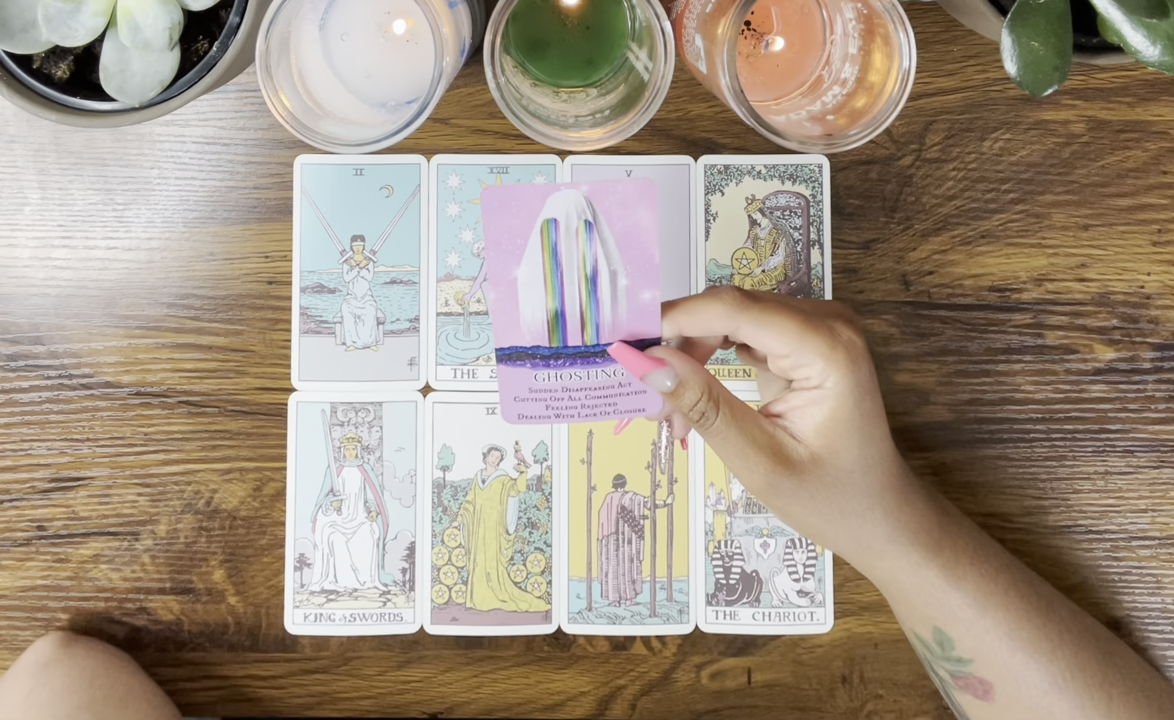 II
XVII
V
THE S
QUEEN
GHOSTING
SUDDEN DISAPPEARING ACT
CUTTING OFF ALL COMMUNICATION
FEELING REJECTED
DEALING WITH LACK OF CLOSURE
IX
KING of SWORDS.
THE CHARIOT.